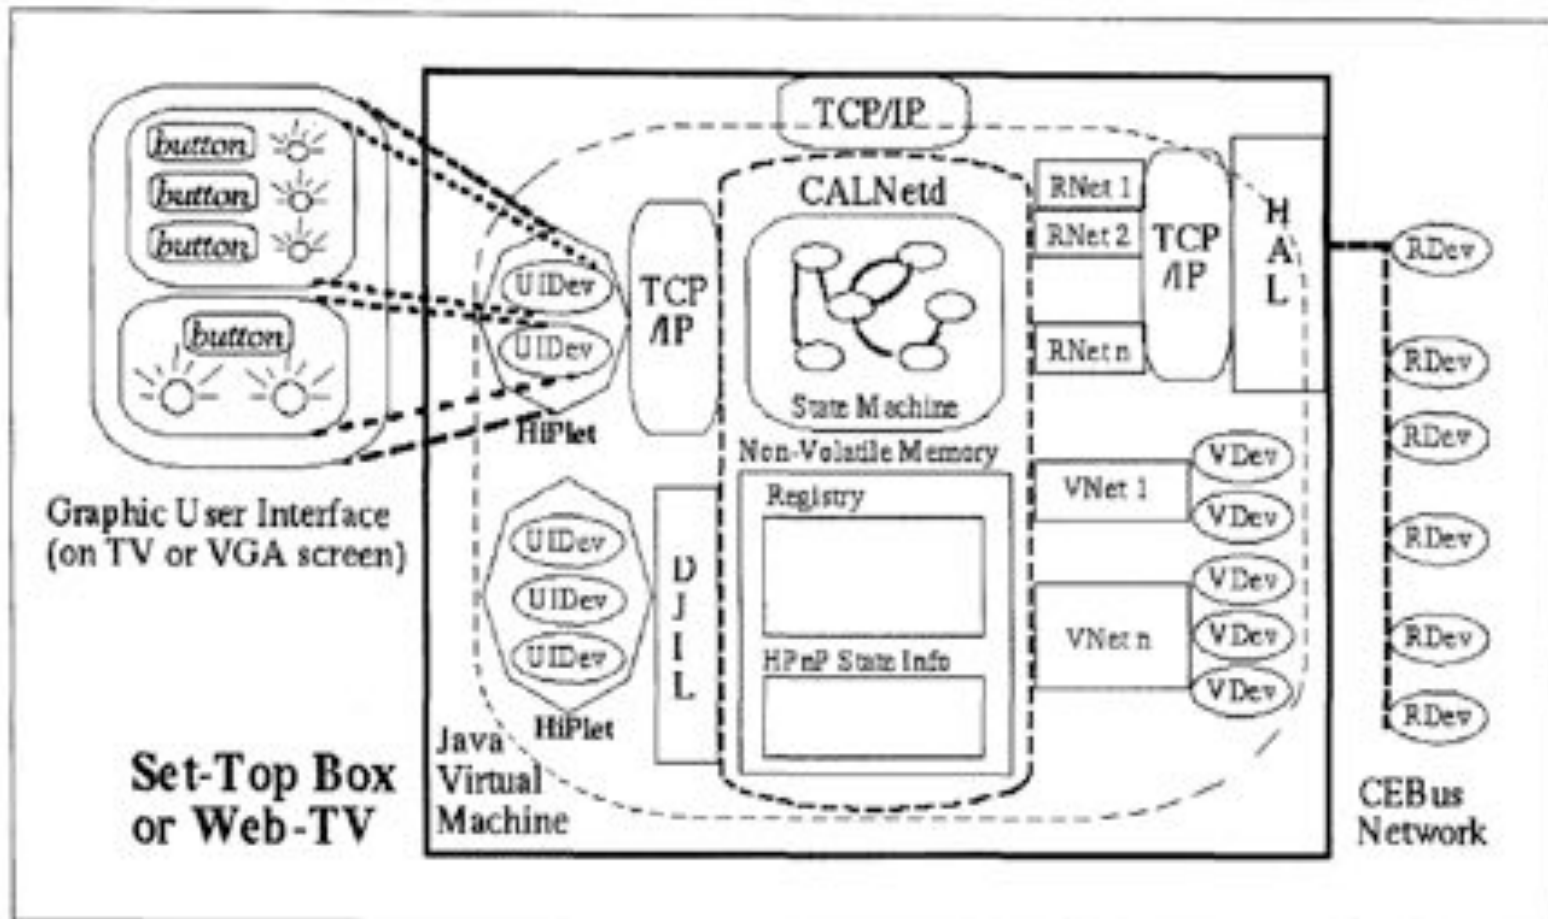 TCP/IP
button
button
button
button
Graphic User Interface
(on TV or VGA screen)
Set-Top Box
or Web-TV
UIDev
UIDev
HiPlet
TCP
/IP
UIDev
UIDev
UIDev
HiPlet
D
J
I
L
Java
Virtual
Machine
CALNetd
State Machine
Non-Volatile Memory
Registry
HPnP State Info
RNet 1
RNet 2
RNet n
TCP
/IP
H
A
L
VNet 1
VDev
VDev
VNet n
VDev
VDev
VDev
RDev
RDev
RDev
RDev
RDev
RDev
CEBus
Network